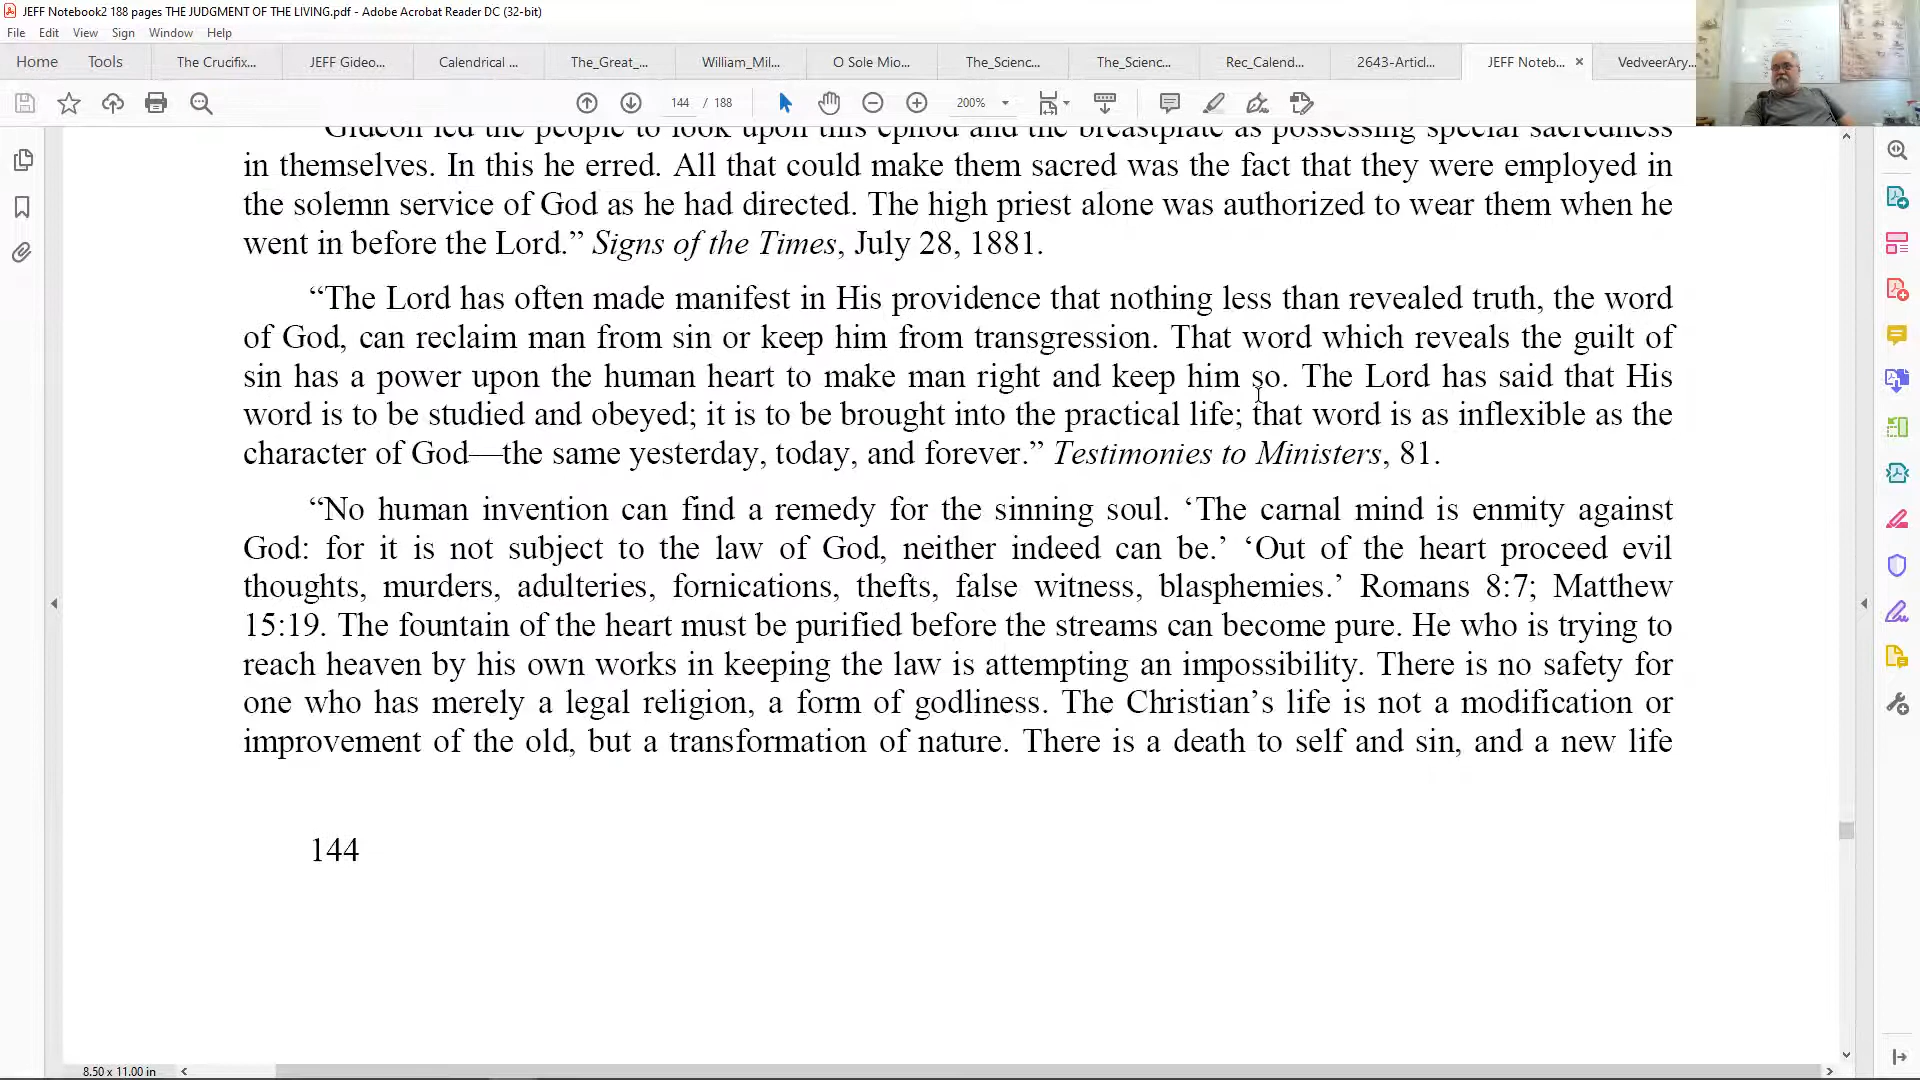 JEFF Notebook2 188 pages THE JUDGMENT OF THE LIVING.pdf - Adobe Acrobat Reader DC (32-bit)
File Edit View Sign Window Help
Home Tools The Crucifix... JEFF Gideo... Calendrical ... The_Great_... William_Mil... O Sole Mio... The_Scienc... The_Scienc... Rec_Calend... 2643-Articl... JEFF Noteb... × VedveerAry...
144 / 188 200%
Gideon led the people to look upon this ephod and the breastplate as possessing special sacredness
in themselves. In this he erred. All that could make them sacred was the fact that they were employed in
the solemn service of God as he had directed. The high priest alone was authorized to wear them when he
went in before the Lord.” Signs of the Times, July 28, 1881.
“The Lord has often made manifest in His providence that nothing less than revealed truth, the word
of God, can reclaim man from sin or keep him from transgression. That word which reveals the guilt of
sin has a power upon the human heart to make man right and keep him so. The Lord has said that His
word is to be studied and obeyed; it is to be brought into the practical life; that word is as inflexible as the
character of God—the same yesterday, today, and forever.” Testimonies to Ministers, 81.
“No human invention can find a remedy for the sinning soul. ‘The carnal mind is enmity against
God: for it is not subject to the law of God, neither indeed can be.’ ‘Out of the heart proceed evil
thoughts, murders, adulteries, fornications, thefts, false witness, blasphemies.’ Romans 8:7; Matthew
15:19. The fountain of the heart must be purified before the streams can become pure. He who is trying to
reach heaven by his own works in keeping the law is attempting an impossibility. There is no safety for
one who has merely a legal religion, a form of godliness. The Christian’s life is not a modification or
improvement of the old, but a transformation of nature. There is a death to self and sin, and a new life
144
8.50 x 11.00 in